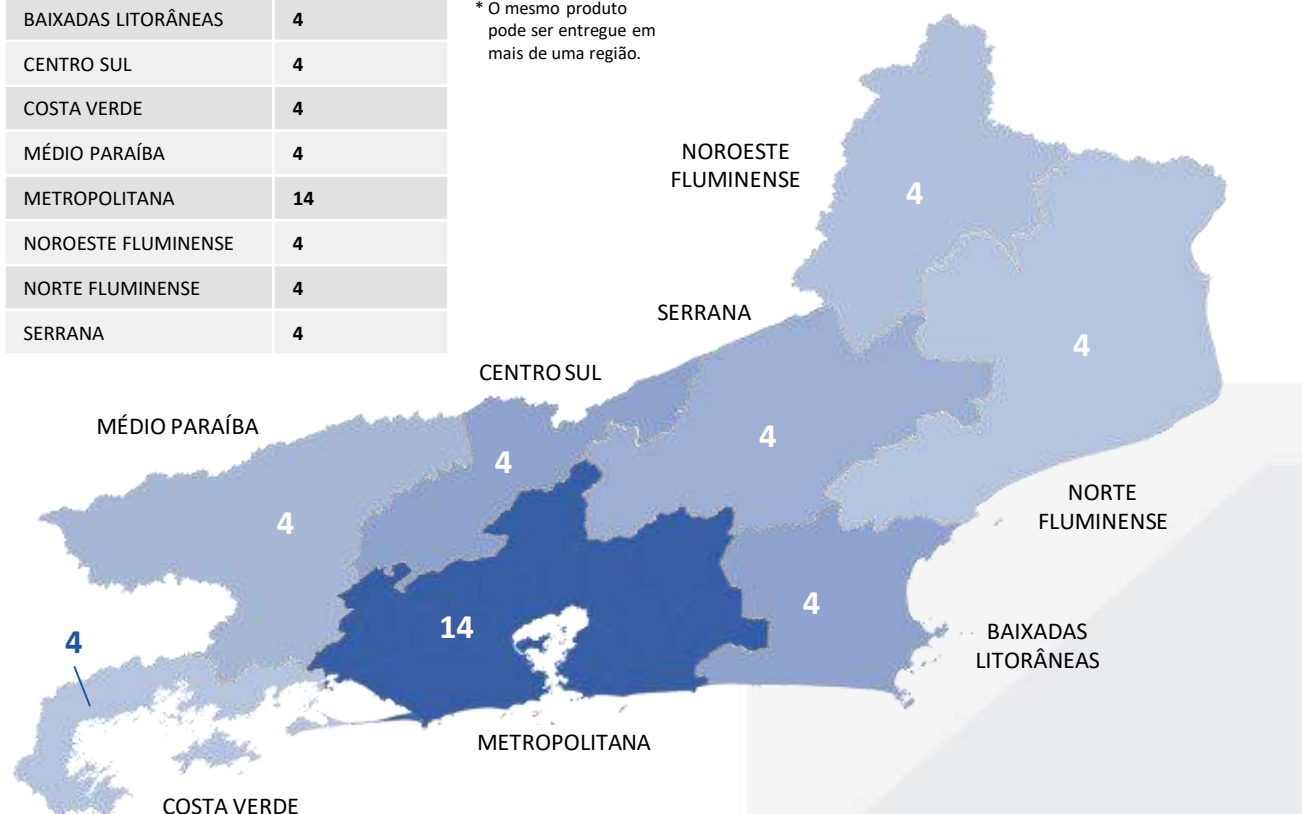 BAIXADAS LITORÂNEAS 4
CENTRO SUL 4
COSTA VERDE 4
MÉDIO PARAÍBA 4
METROPOLITANA 14
NOROESTE FLUMINENSE 4
NORTE FLUMINENSE 4
SERRANA 4
* O mesmo produto
pode ser entregue em
mais de uma região.
NOROESTE
FLUMINENSE
4
SERRANA
4
CENTRO SUL
MÉDIO PARAÍBA
4
4
NORTE
FLUMINENSE
4
4
14
4
BAIXADAS
LITORÂNEAS
METROPOLITANA
COSTA VERDE